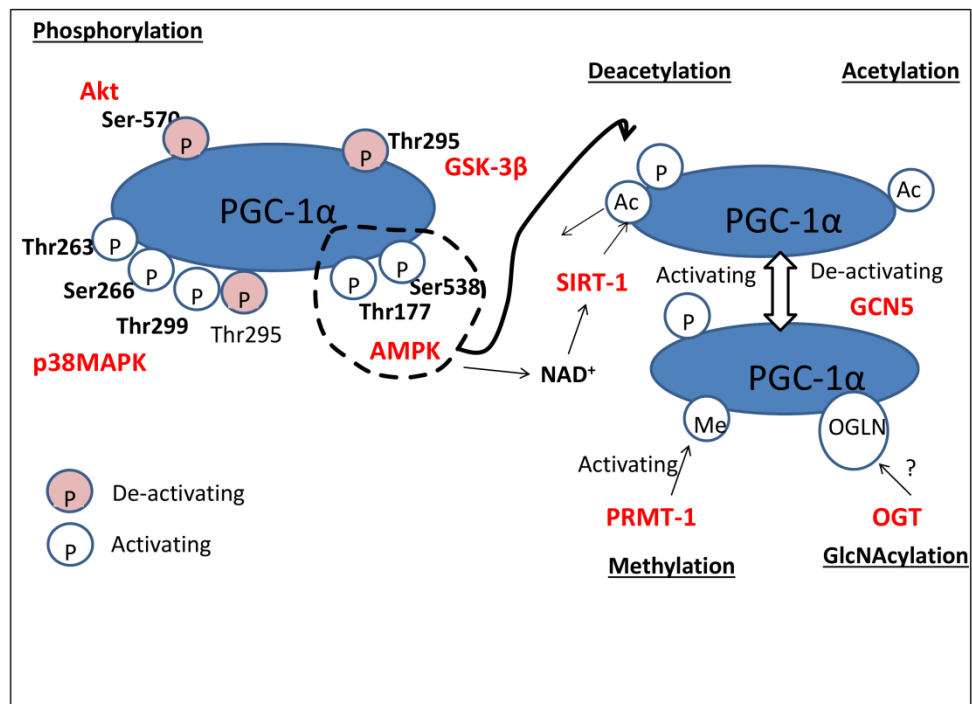 Phosphorylation
Deacetylation
Acetylation
Akt
Ser-570
P
Thr295
P
GSK-3β
PGC-1α
Thr263
P
Ser266
P
Thr299
P
P
Thr295
P
P
Ser538
Thr177
p38MAPK
AMPK
NAD⁺
P
Ac
Ac
PGC-1α
SIRT-1
Activating
De-activating
GCN5
P
PGC-1α
Me
OGLN
Activating
?
PRMT-1
OGT
Methylation
GlcNAcylation
P
De-activating
P
Activating